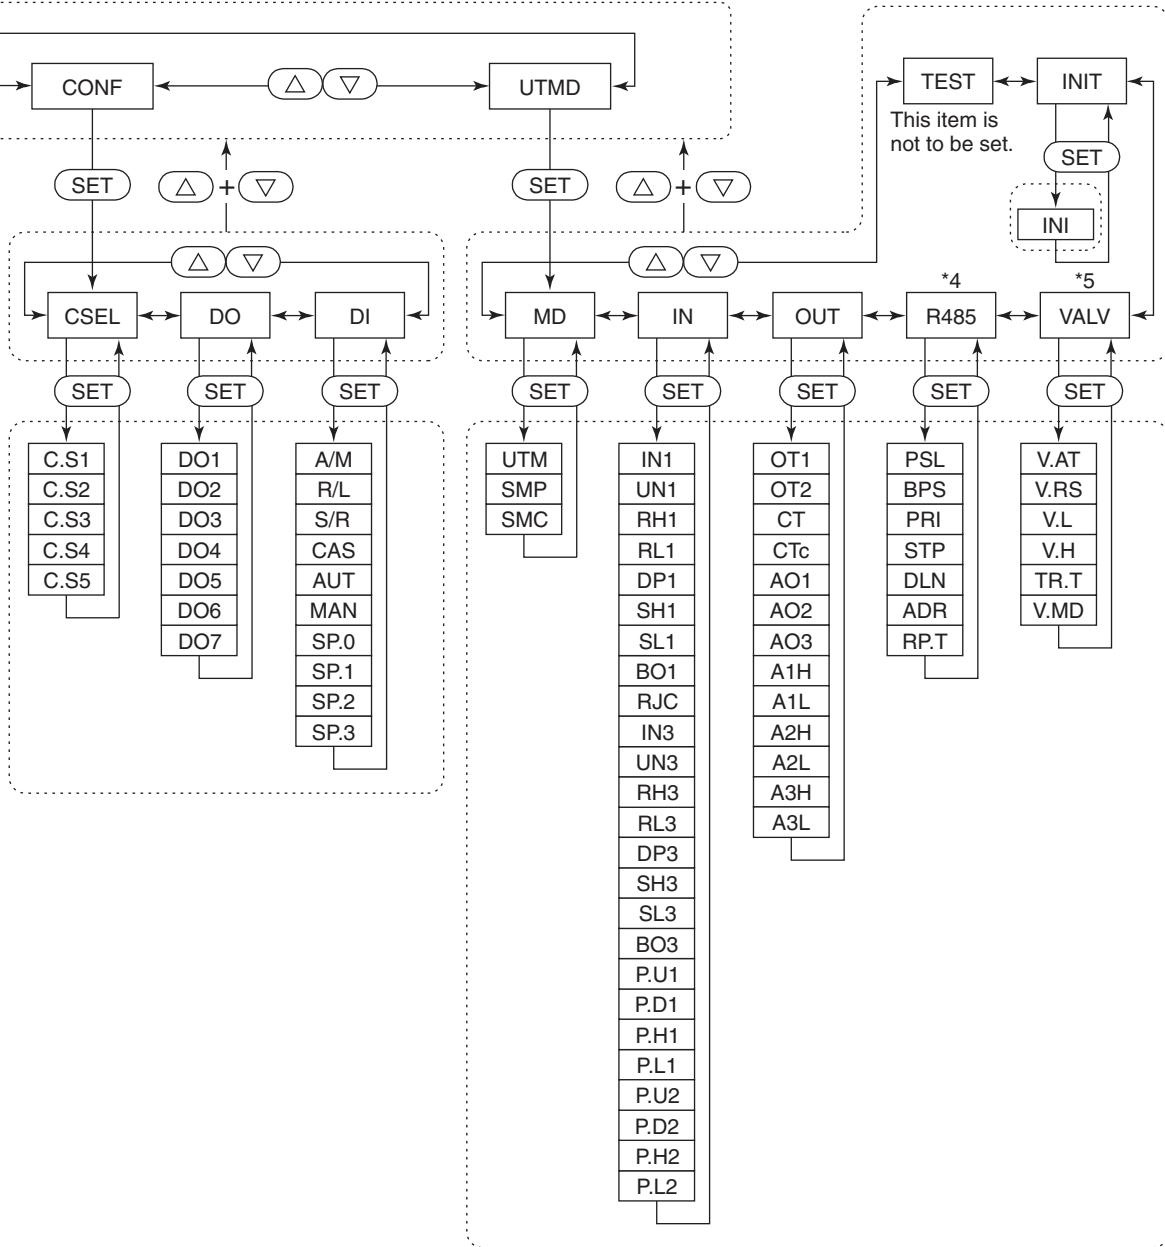 CONF
UTMD
TEST
INIT
This item is
not to be set.
SET
SET
+
SET
+
INI
*4
*5
CSEL
DO
DI
MD
IN
OUT
R485
VALV
SET
SET
SET
SET
SET
SET
SET
SET
C.S1
C.S2
C.S3
C.S4
C.S5
DO1
DO2
DO3
DO4
DO5
DO6
DO7
A/M
R/L
S/R
CAS
AUT
MAN
SP.0
SP.1
SP.2
SP.3
UTM
SMP
SMC
IN1
UN1
RH1
RL1
DP1
SH1
SL1
BO1
RJC
IN3
UN3
RH3
RL3
DP3
SH3
SL3
BO3
P.U1
P.D1
P.H1
P.L1
P.U2
P.D2
P.H2
P.L2
OT1
OT2
CT
CTc
AO1
AO2
AO3
A1H
A1L
A2H
A2L
A3H
A3L
PSL
BPS
PRI
STP
DLN
ADR
RP.T
V.AT
V.RS
V.L
V.H
TR.T
V.MD